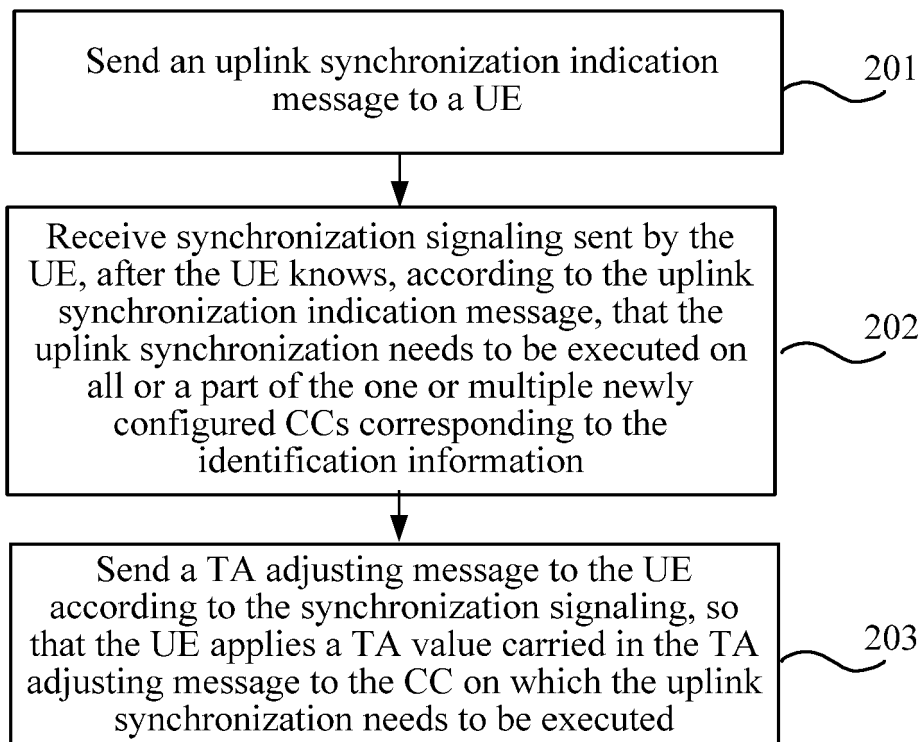 Send an uplink synchronization indication
message to a UE
201
Receive synchronization signaling sent by the
UE, after the UE knows, according to the uplink
synchronization indication message, that the
uplink synchronization needs to be executed on
all or a part of the one or multiple newly
configured CCs corresponding to the
identification information
202
Send a TA adjusting message to the UE
according to the synchronization signaling, so
that the UE applies a TA value carried in the TA
adjusting message to the CC on which the uplink
synchronization needs to be executed
203